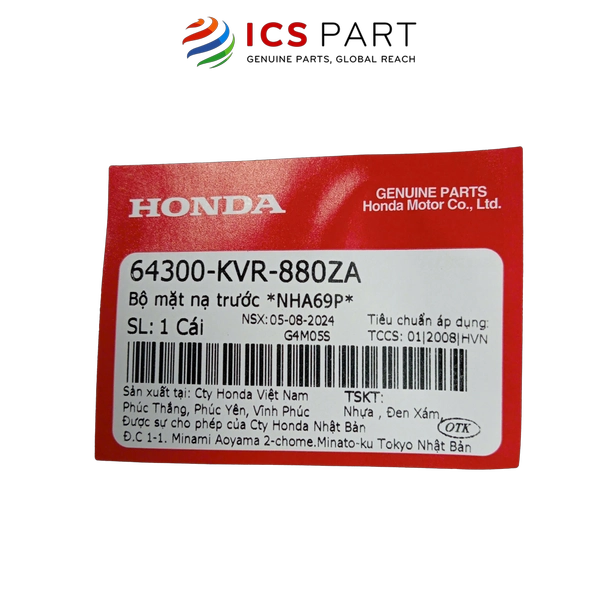 ICS PART
GENUINE PARTS, GLOBAL REACH
HONDA
GENUINE PARTS
Honda Motor Co., Ltd.
64300-KVR-880ZA
Bộ mặt nạ trước *NHA69P*
SL: 1 Cái
NSX: 05-08-2024
G4M05S
Tiêu chuẩn áp dụng:
TCCS: 01|2008|HVN
Sản xuất tại: Cty Honda Việt Nam
Phúc Thắng, Phúc Yên, Vĩnh Phúc
TSKT:
Nhựa , Đen Xám,
Được sự cho phép của Cty Honda Nhật Bản
OTK
Đ.C 1-1. Minami Aoyama 2-chome.Minato-ku Tokyo Nhật Bản